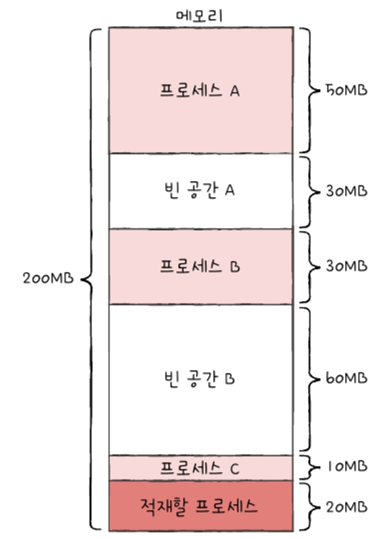 메모리
프로세스 A
50MB
빈 공간 A
30MB
프로세스 B
30MB
200MB
빈 공간 B
60MB
프로세스 C
10MB
적재할 프로세스
20MB